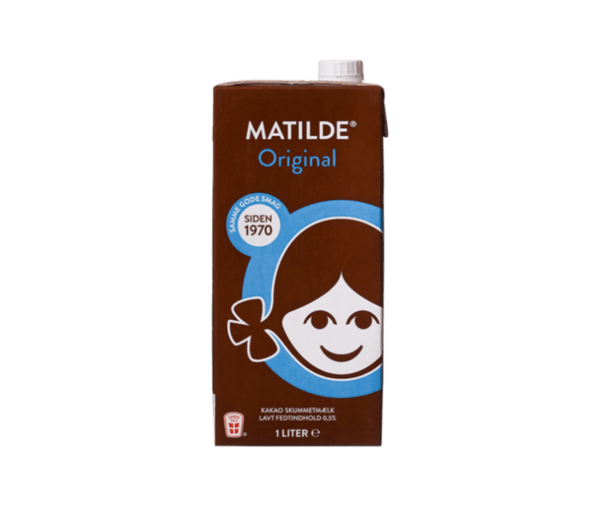 MATILDE®
Original
SAMME GODE SMAG
SIDEN
1970
KAKAO SKUMMETMÆLK
LAVT FEDTINDHOLD 0,5%
1 LITER ℮